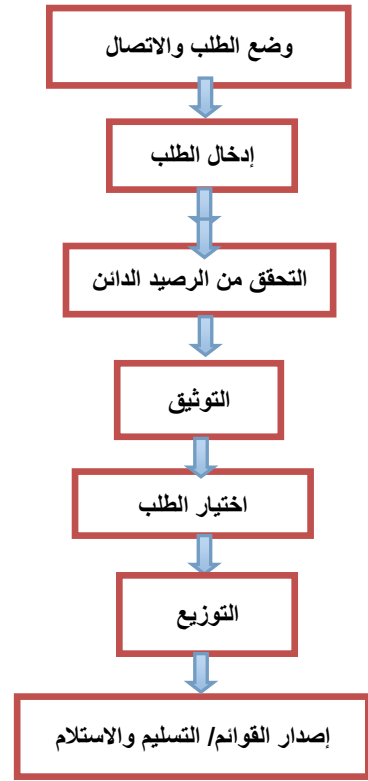 وضع الطلب والاتصال
إدخال الطلب
التحقق من الرصيد الدائن
التوثيق
اختيار الطلب
التوزيع
إصدار القوائم/ التسليم والاستلام